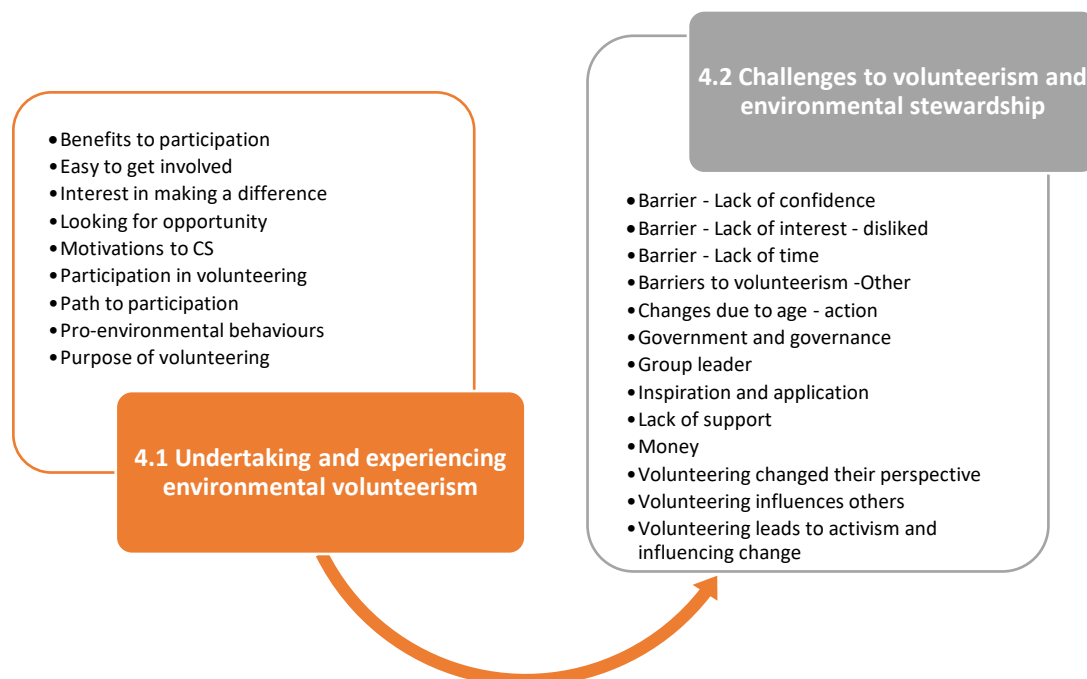 •Benefits to participation
•Easy to get involved
•Interest in making a difference
•Looking for opportunity
•Motivations to CS
•Participation in volunteering
•Path to participation
•Pro-environmental behaviours
•Purpose of volunteering
4.1 Undertaking and experiencing
environmental volunteerism
4.2 Challenges to volunteerism and
environmental stewardship
•Barrier - Lack of confidence
•Barrier - Lack of interest - disliked
•Barrier - Lack of time
•Barriers to volunteerism -Other
•Changes due to age - action
•Government and governance
•Group leader
•Inspiration and application
•Lack of support
•Money
•Volunteering changed their perspective
•Volunteering influences others
•Volunteering leads to activism and
influencing change